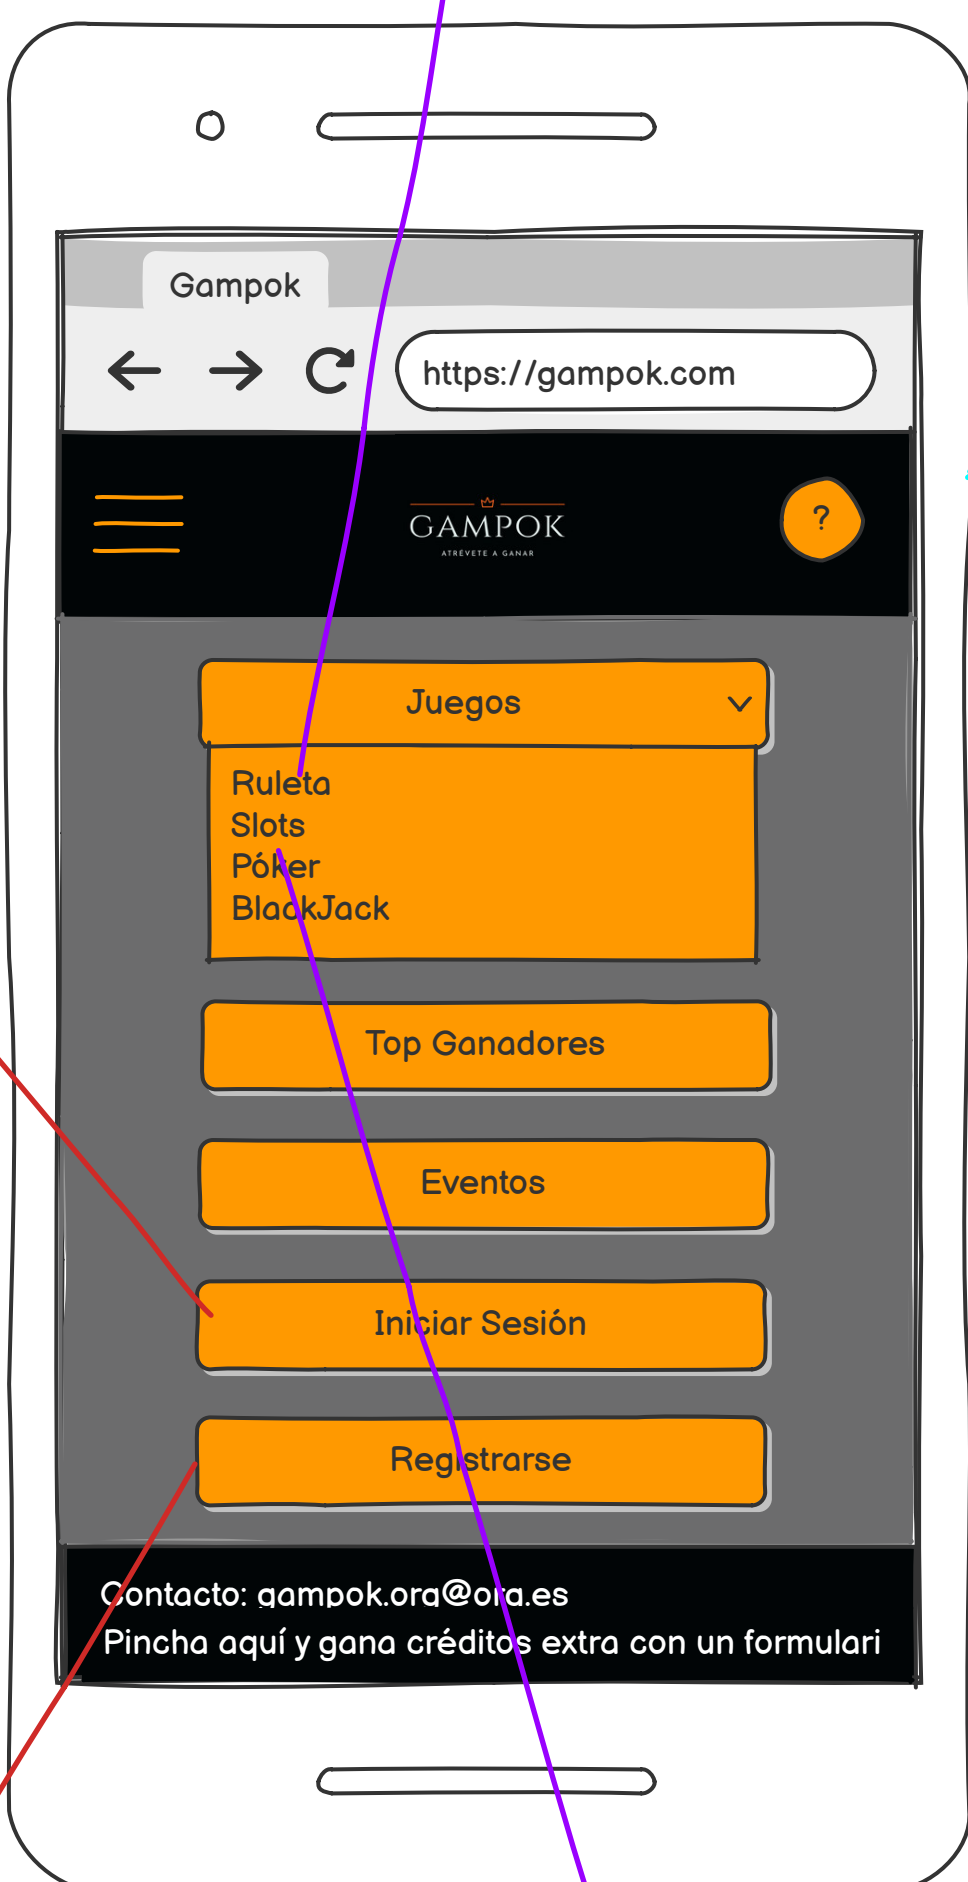 Gampok
https://gampok.com
GAMPOK
ATRÉVETE A GANAR
?
Juegos
Ruleta
Slots
Póker
BlackJack
Top Ganadores
Eventos
Iniciar Sesión
Registrarse
Contacto: gampok.org@org.es
Pincha aquí y gana créditos extra con un formulari